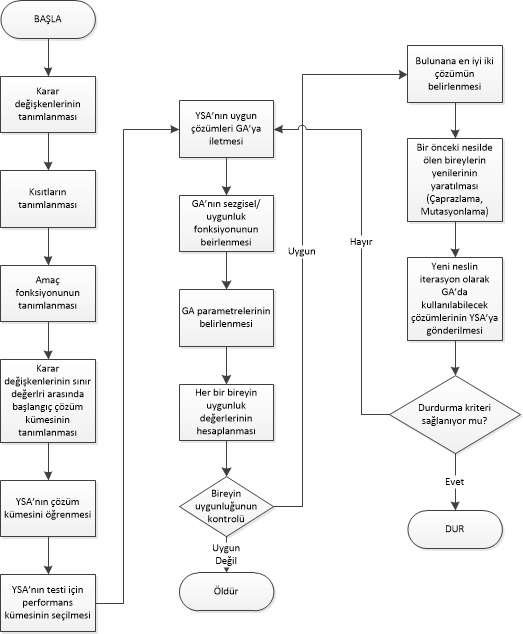 BAŞLA
Karar
değişkenlerinin
tanımlanması
Kısıtların
tanımlanması
Amaç
fonksiyonunun
tanımlanması
Karar
değişkenlerinin sınır
değerlri arasında
başlangıç çözüm
kümesinin
tanımlanması
YSA’nın çözüm
kümesini öğrenmesi
YSA’nın testi için
performans
kümesinin seçilmesi
YSA’nın uygun
çözümleri GA’ya
iletmesi
GA’nın sezgisel/
uygunluk
fonksiyonunun
beirlenmesi
GA parametrelerinin
belirlenmesi
Her bir bireyin
uygunluk
değerlerinin
hesaplanması
Bireyin
uygunluğunun
kontrolü
Uygun
Değil
Öldür
Uygun
Bulunana en iyi iki
çözümün
belirlenmesi
Bir önceki nesilde
ölen bireylerin
yenilerinin
yaratılması
(Çaprazlama,
Mutasyonlama)
Yeni neslin
iterasyon olarak
GA’da
kullanılabilecek
çözümlerinin YSA’ya
gönderilmesi
Durdurma kriteri
sağlanıyor mu?
Hayır
Evet
DUR